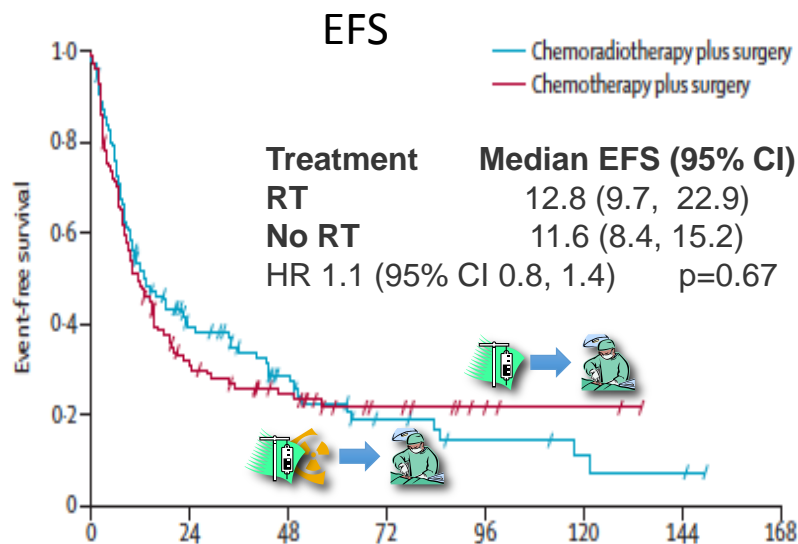 EFS
Chemoradiotherapy plus surgery
Chemotherapy plus surgery
Treatment Median EFS (95% CI)
RT 12.8 (9.7, 22.9)
No RT 11.6 (8.4, 15.2)
HR 1.1 (95% CI 0.8, 1.4) p=0.67
Event-free survival
1·0
0·8
0·6
0·4
0·2
0
0 24 48 72 96 120 144 168